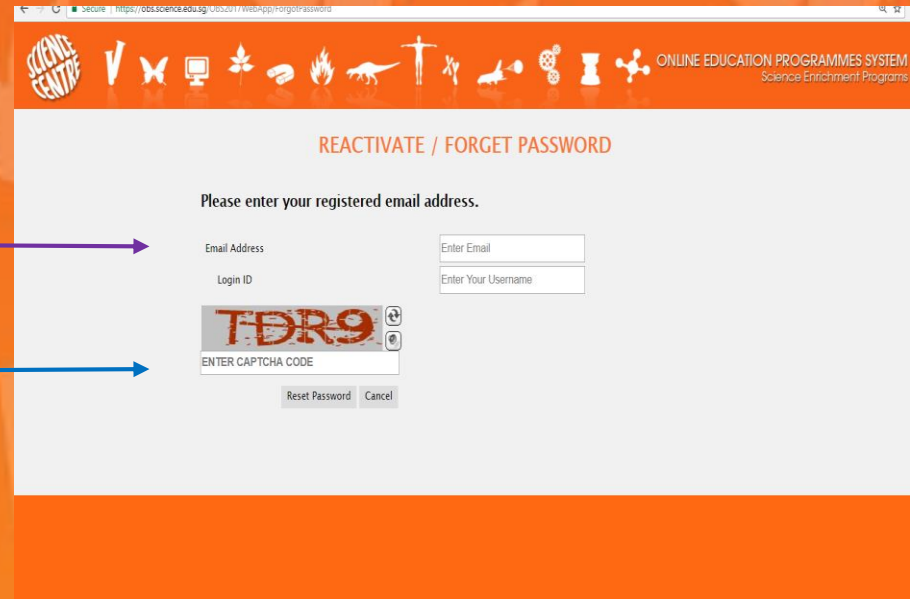 Secure | https://obs.science.edu.sg/OBS2017/WebApp/ForgotPassword
SCIENCE CENTRE
ONLINE EDUCATION PROGRAMMES SYSTEM
Science Enrichment Programs
REACTIVATE / FORGET PASSWORD
Please enter your registered email address.
Email Address
Enter Email
Login ID
Enter Your Username
TDR9
ENTER CAPTCHA CODE
Reset Password Cancel